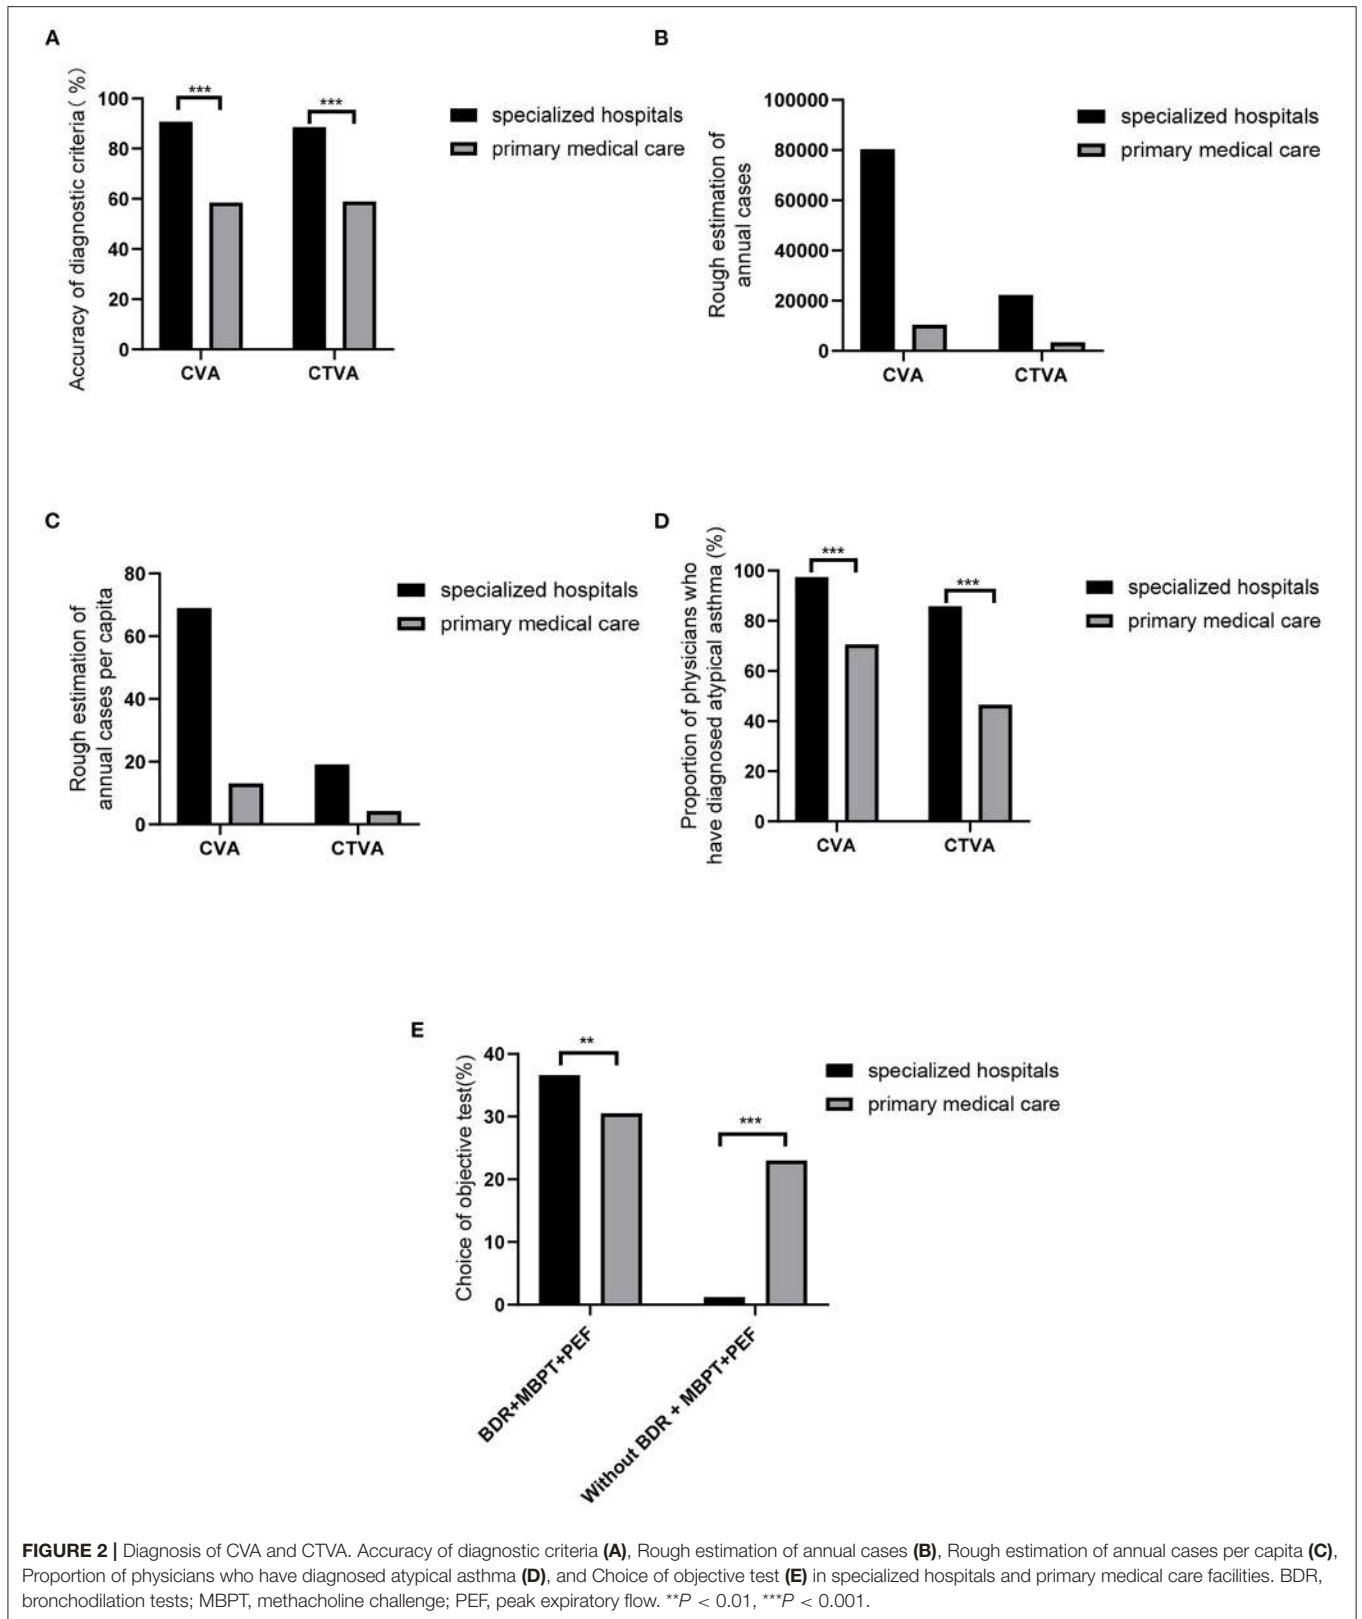 A
Accuracy of diagnostic criteria( %)
100
80
60
40
20
0
***
***
CVA
CTVA
specialized hospitals
primary medical care
B
Rough estimation of
annual cases
100000
80000
60000
40000
20000
0
CVA
CTVA
specialized hospitals
primary medical care
C
Rough estimation of
annual cases per capita
80
60
40
20
0
CVA
CTVA
specialized hospitals
primary medical care
D
Proportion of physicians who
have diagnosed atypical asthma (%)
100
80
60
40
20
0
***
***
CVA
CTVA
specialized hospitals
primary medical care
E
Choice of objective test(%)
40
30
20
10
0
**
***
BDR+MBPT+PEF
Without BDR + MBPT+PEF
specialized hospitals
primary medical care
FIGURE 2 | Diagnosis of CVA and CTVA. Accuracy of diagnostic criteria (A), Rough estimation of annual cases (B), Rough estimation of annual cases per capita (C),
Proportion of physicians who have diagnosed atypical asthma (D), and Choice of objective test (E) in specialized hospitals and primary medical care facilities. BDR,
bronchodilation tests; MBPT, methacholine challenge; PEF, peak expiratory flow. **P < 0.01, ***P < 0.001.